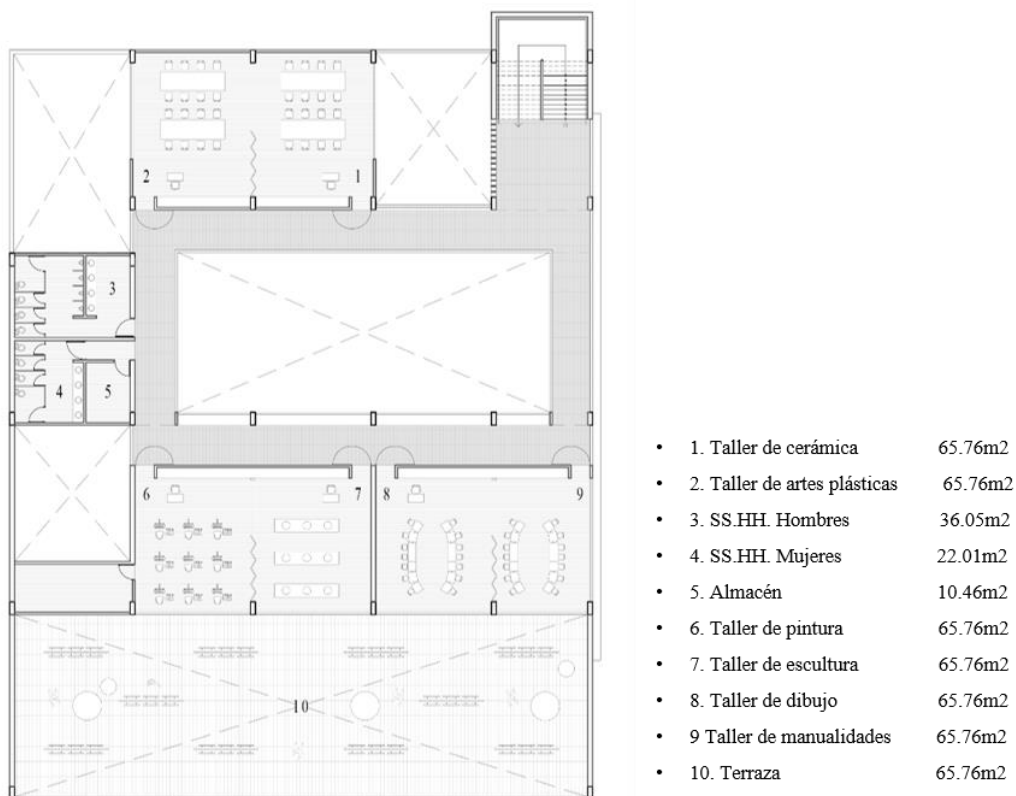 2
1
3
4
5
6
7
8
9
10
• 1. Taller de cerámica 65.76m2
• 2. Taller de artes plásticas 65.76m2
• 3. SS.HH. Hombres 36.05m2
• 4. SS.HH. Mujeres 22.01m2
• 5. Almacén 10.46m2
• 6. Taller de pintura 65.76m2
• 7. Taller de escultura 65.76m2
• 8. Taller de dibujo 65.76m2
• 9 Taller de manualidades 65.76m2
• 10. Terraza 65.76m2